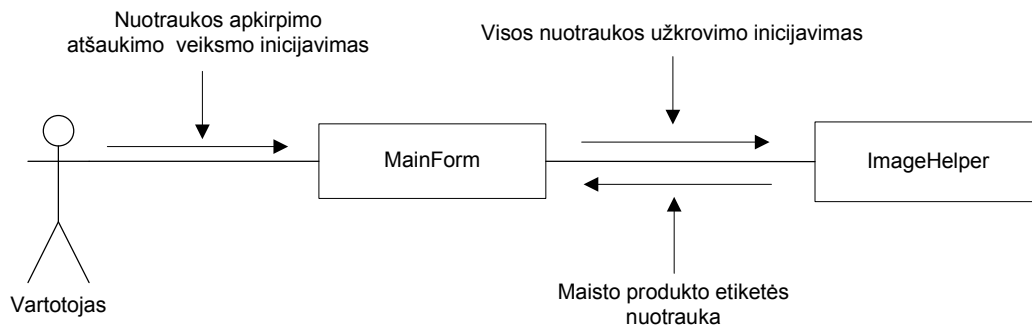 Nuotraukos apkirpimo
atšaukimo veiksmo inicijavimas
Visos nuotraukos užkrovimo inicijavimas
MainForm
ImageHelper
Vartotojas
Maisto produkto etiketės
nuotrauka